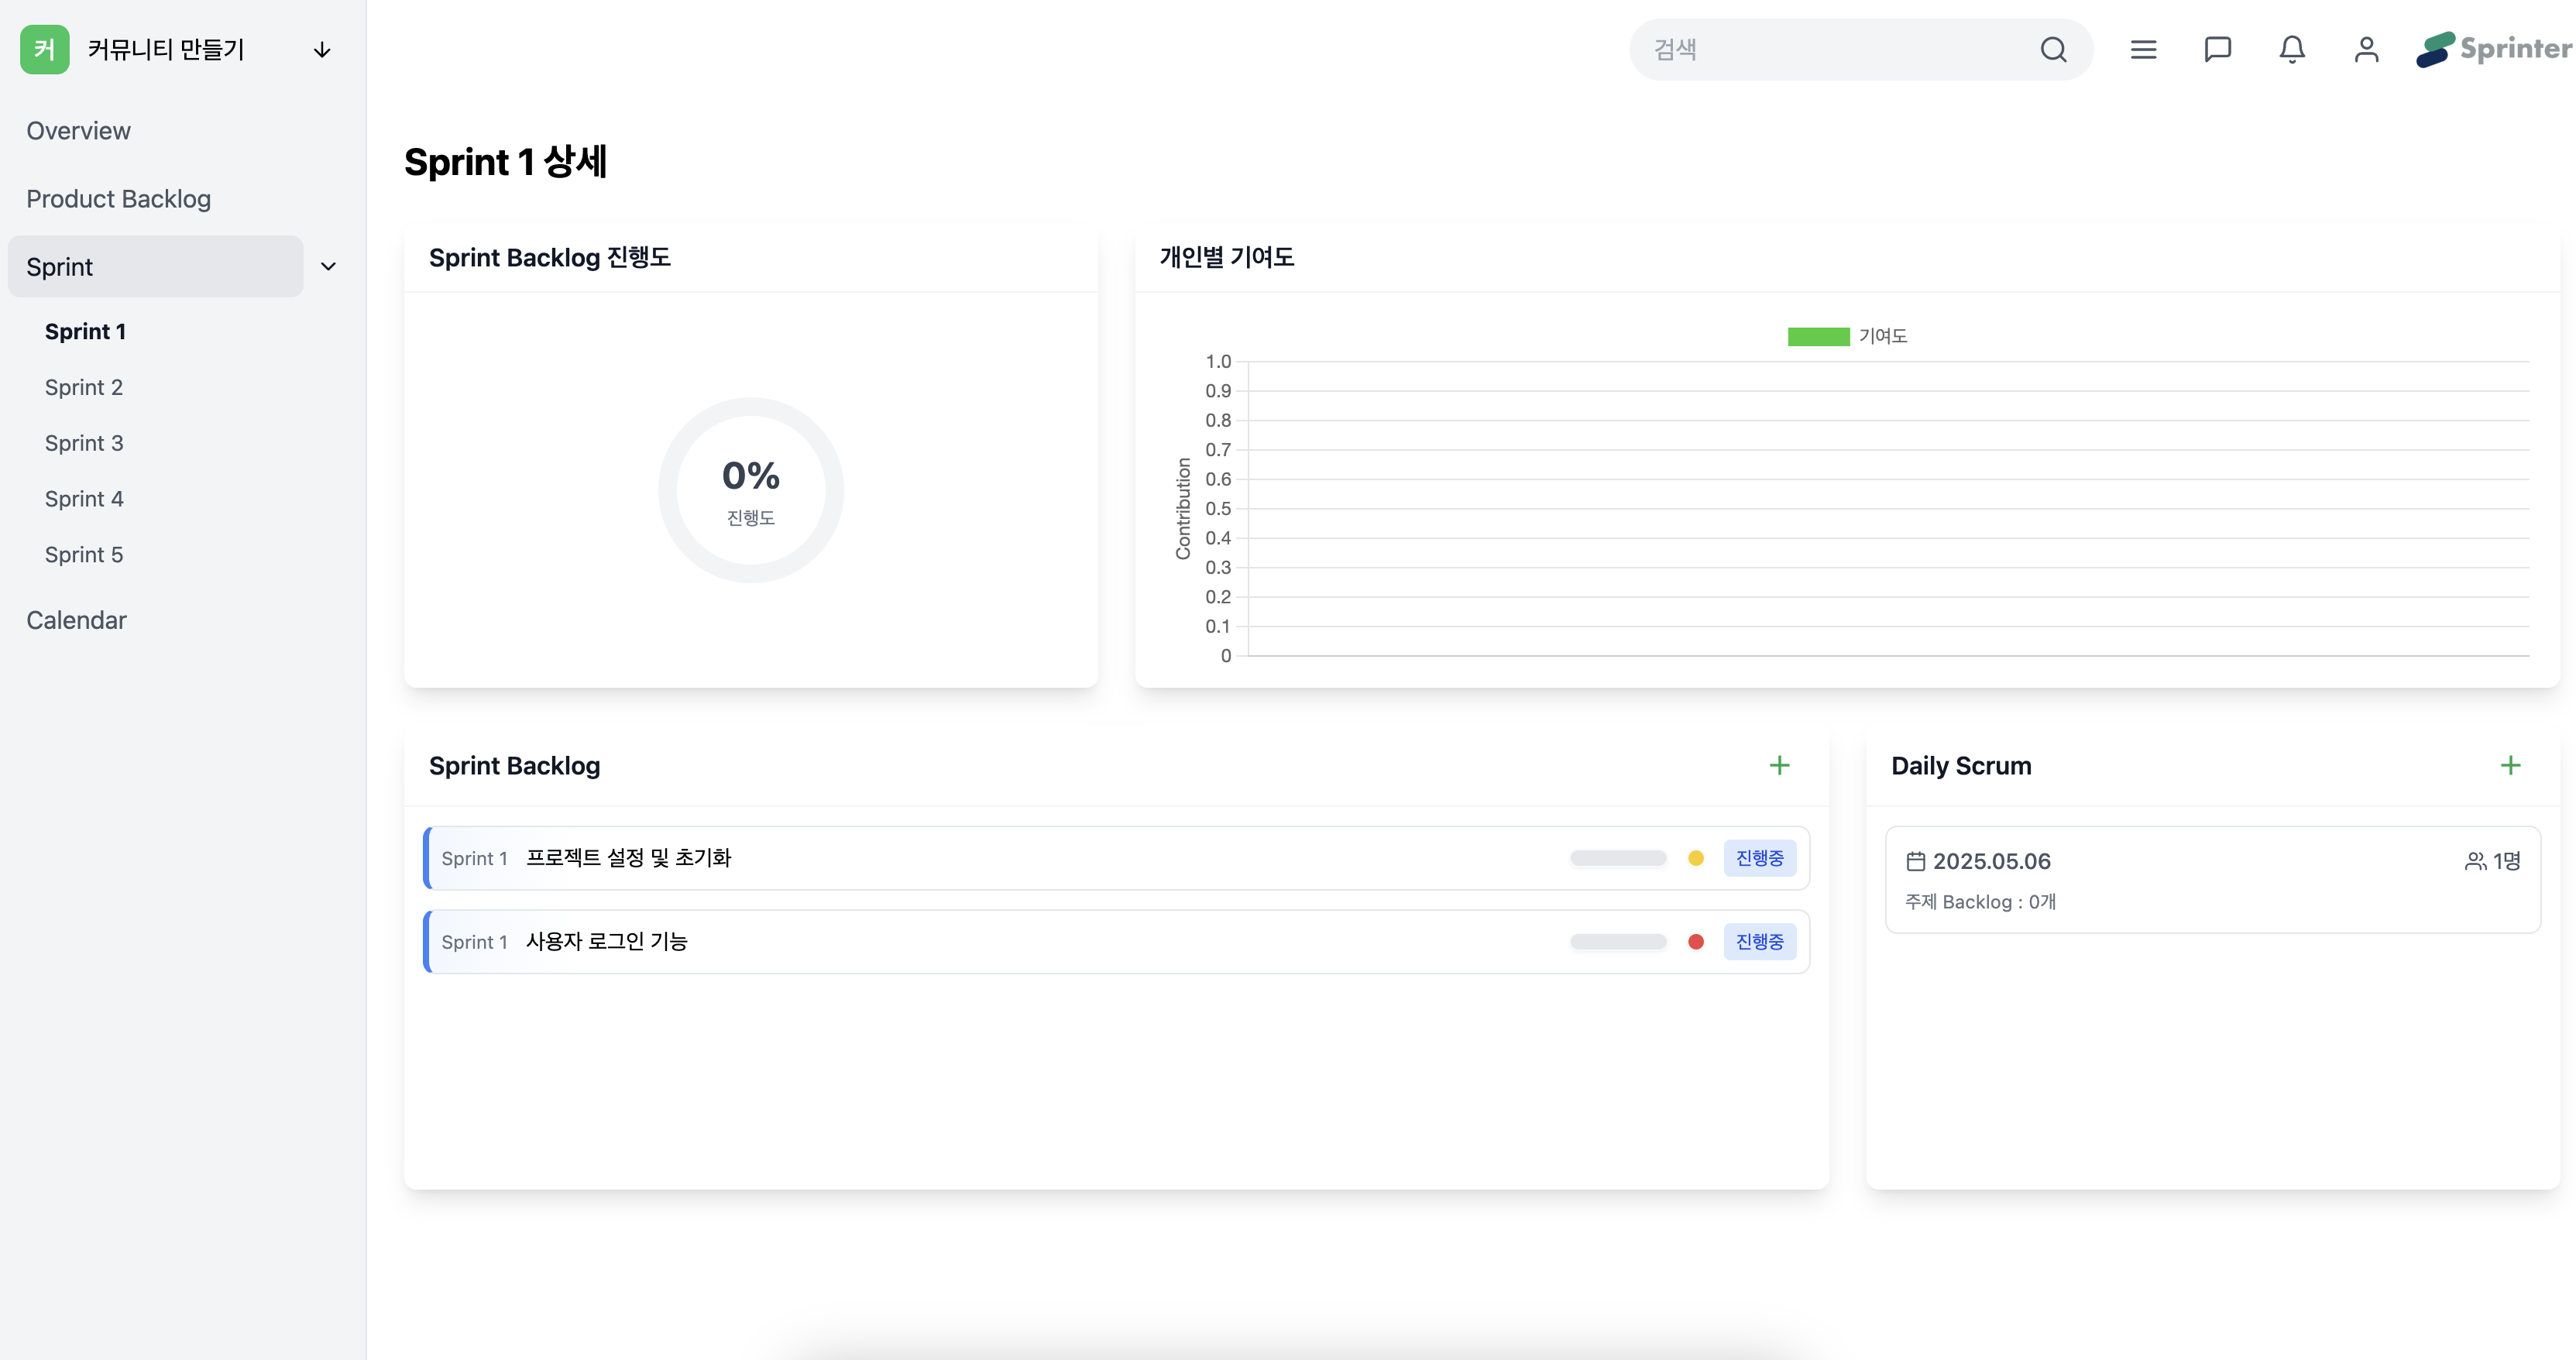 커
커뮤니티 만들기
검색
Sprinter
Overview
Product Backlog
Sprint
Sprint 1
Sprint 2
Sprint 3
Sprint 4
Sprint 5
Calendar
Sprint 1 상세
Sprint Backlog 진행도
0%
진행도
개인별 기여도
기여도
Contribution
1.0
0.9
0.8
0.7
0.6
0.5
0.4
0.3
0.2
0.1
0
Sprint Backlog
Sprint 1 프로젝트 설정 및 초기화 진행중
Sprint 1 사용자 로그인 기능 진행중
Daily Scrum
2025.05.06 1명
주제 Backlog : 0개